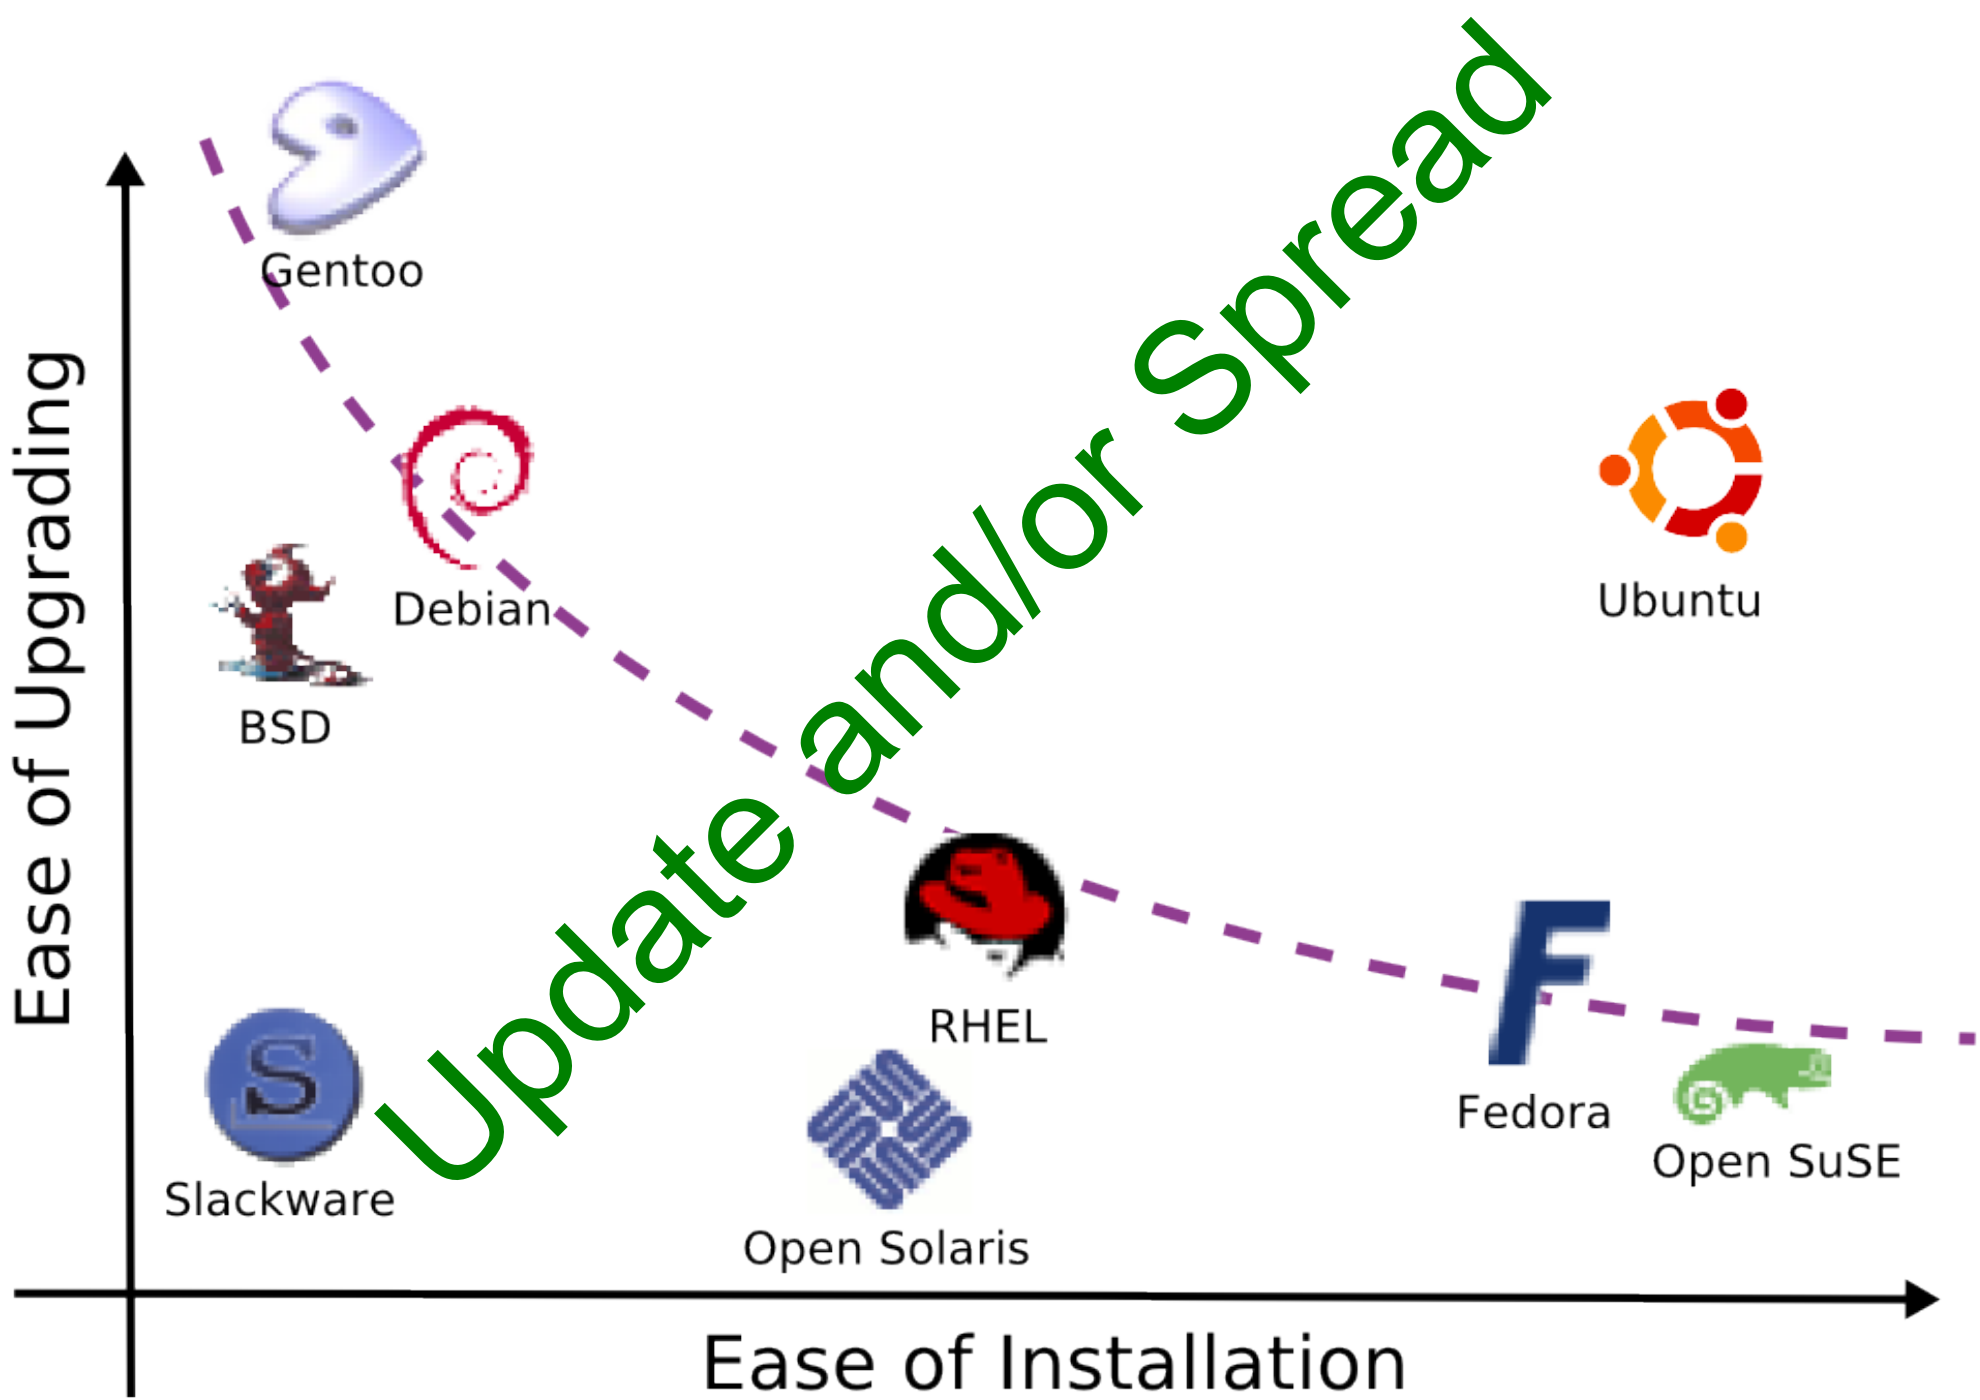 Update and/or Spread
Gentoo
Debian
Ubuntu
BSD
RHEL
Fedora
Open SuSE
S
Slackware
Open Solaris
Ease of Upgrading
Ease of Installation